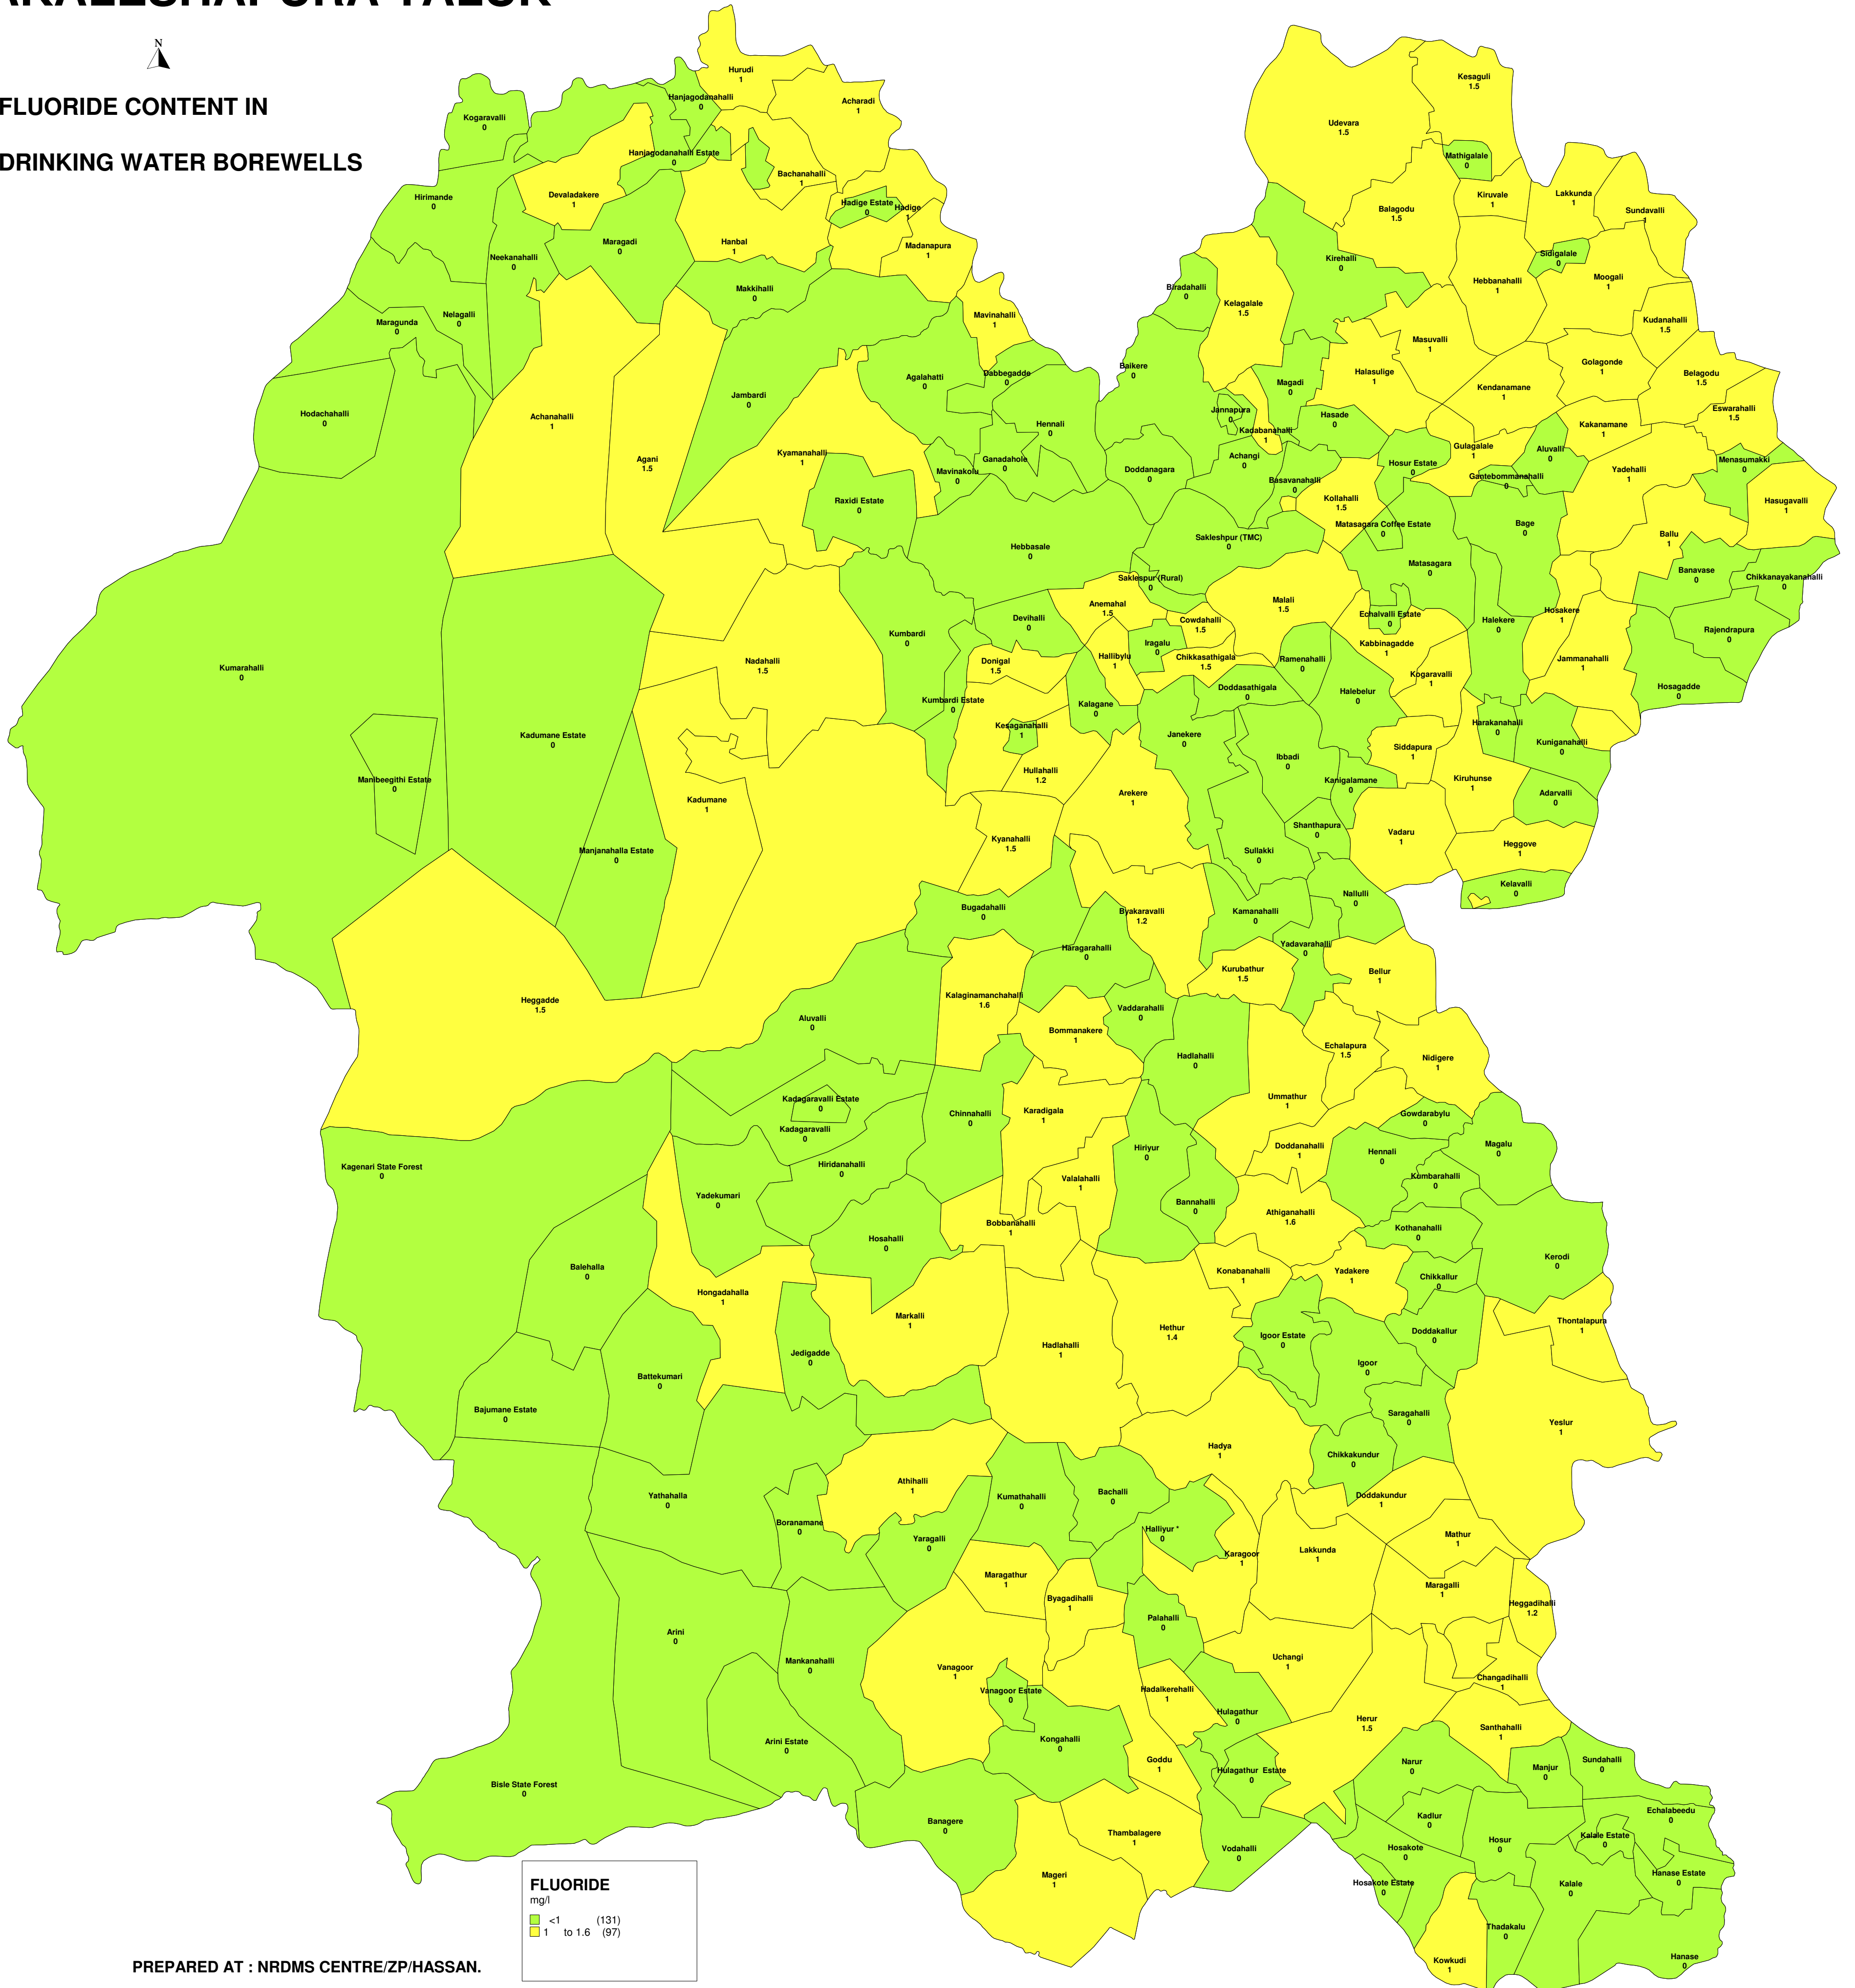 N
FLUORIDE CONTENT IN
DRINKING WATER BOREWELLS
Hurudi
1
Kesaguli
1.5
Hanjagodanahalli
0
Acharadi
1
Kogaravalli
0
Udevara
1.5
Hanjagodanahalli Estate
0
Mathigalale
0
Bachanahalli
1
Devaladakere
1
Hirimande
0
Hadige Estate
0
Hadige
1
Kiruvale
1
Lakkunda
1
Balagodu
1.5
Sundavalli
1
Maragadi
0
Hanbal
1
Madanapura
1
Neekanahalli
0
Kirehalli
0
Sidigalale
0
Makkihalli
0
Biradahalli
0
Hebbanahalli
1
Moogali
1
Kelagalale
1.5
Nelagalli
0
Maragunda
0
Mavinahalli
1
Kudanahalli
1.5
Masuvalli
1
Baikere
0
Golagonde
1
Dabbegadde
0
Agalahatti
0
Halasulige
1
Belagodu
1.5
Magadi
0
Kendanamane
1
Jambardi
0
Hodachahalli
0
Achanahalli
1
Jannapura
0
Hasade
0
Eswarahalli
1.5
Hennali
0
Kadabanahalli
1
Kakanamane
1
Kyamanahalli
1
Agani
1.5
Ganadahole
0
Achangi
0
Gulagalale
1
Aluvalli
0
Mavinakolu
0
Doddanagara
0
Hosur Estate
0
Menasumakki
0
Yadehalli
1
Basavanahalli
0
Gantebommanahalli
0
Raxidi Estate
0
Kollahalli
1.5
Hasugavalli
1
Matasagara Coffee Estate
0
Bage
0
Sakleshpur (TMC)
0
Ballu
1
Hebbasale
0
Matasagara
0
Banavase
0
Chikkanayakanahalli
0
Saklespur (Rural)
0
Anemahal
1.5
Malali
1.5
Hosakere
1
Devihalli
0
Cowdahalli
1.5
Echalvalli Estate
0
Halekere
0
Rajendrapura
0
Kumbardi
0
Iragalu
0
Kabbinagadde
1
Hallibylu
1
Chikkasathigala
1.5
Ramenahalli
0
Jammanahalli
1
Kumarahalli
0
Nadahalli
1.5
Donigal
1.5
Kogaravalli
1
Doddasathigala
0
Halebelur
0
Hosagadde
0
Kumbardi Estate
0
Kalagane
0
Kesaganahalli
1
Harakanahalli
0
Kadumane Estate
0
Janekere
0
Kuniganahalli
0
Siddapura
1
Ibbadi
0
Manibeegithi Estate
0
Hullahalli
1.2
Kanigalamane
0
Kiruhunse
1
Arekere
1
Adarvalli
0
Kadumane
1
Shanthapura
0
Vadaru
1
Kyanahalli
1.5
Heggove
1
Manjanahalla Estate
0
Sullakki
0
Kelavalli
0
Nallulli
0
Bugadahalli
0
Byakaravalli
1.2
Kamanahalli
0
Haragarahalli
0
Yadavarahalli
0
Kurubathur
1.5
Bellur
1
Kalaginamanchahalli
1.6
Heggadde
1.5
Vaddarahalli
0
Aluvalli
0
Bommanakere
1
Echalapura
1.5
Hadlahalli
0
Nidigere
1
Kadagaravalli Estate
0
Ummathur
1
Chinnahalli
0
Karadigala
1
Gowdarabylu
0
Kadagaravalli
0
Magalu
0
Hiriyur
0
Doddanahalli
1
Hennali
0
Kagenari State Forest
0
Hiridanahalli
0
Valalahalli
1
Kumbarahalli
0
Yadekumari
0
Bannahalli
0
Athiganahalli
1.6
Bobbanahalli
1
Kothanahalli
0
Hosahalli
0
Kerodi
0
Balehalla
0
Konabanahalli
1
Yadakere
1
Chikkallur
0
Hongadahalla
1
Markalli
1
Thontalapura
1
Hethur
1.4
Igoor Estate
0
Doddakallur
0
Hadlahalli
1
Jedigadde
0
Igoor
0
Battekumari
0
Bajumane Estate
0
Saragahalli
0
Yeslur
1
Hadya
1
Chikkakundur
0
Athihalli
1
Yathahalla
0
Kumathahalli
0
Bachalli
0
Doddakundur
1
Boranamane
0
Halliyur *
0
Mathur
1
Yaragalli
0
Karagoor
1
Lakkunda
1
Maragathur
1
Maragalli
1
Byagadihalli
1
Heggadihalli
1.2
Palahalli
0
Arini
0
Mankanahalli
0
Vanagoor
1
Uchangi
1
Changadihalli
1
Vanagoor Estate
0
Hadalkerehalli
1
Hulagathur
0
Herur
1.5
Santhahalli
1
Arini Estate
0
Kongahalli
0
Goddu
1
Narur
0
Sundahalli
0
Manjur
0
Hulagathur Estate
0
Bisle State Forest
0
Kadlur
0
Echalabeedu
0
Banagere
0
Thambalagere
1
Hosur
0
Kalale Estate
0
Vodahalli
0
Hosakote
0
Mageri
1
Hanase Estate
0
Hosakote Estate
0
Kalale
0
Thadakalu
0
Kowkudi
1
Hanase
0
FLUORIDE
mg/l
<1 (131)
1 to 1.6 (97)
PREPARED AT : NRDMS CENTRE/ZP/HASSAN.